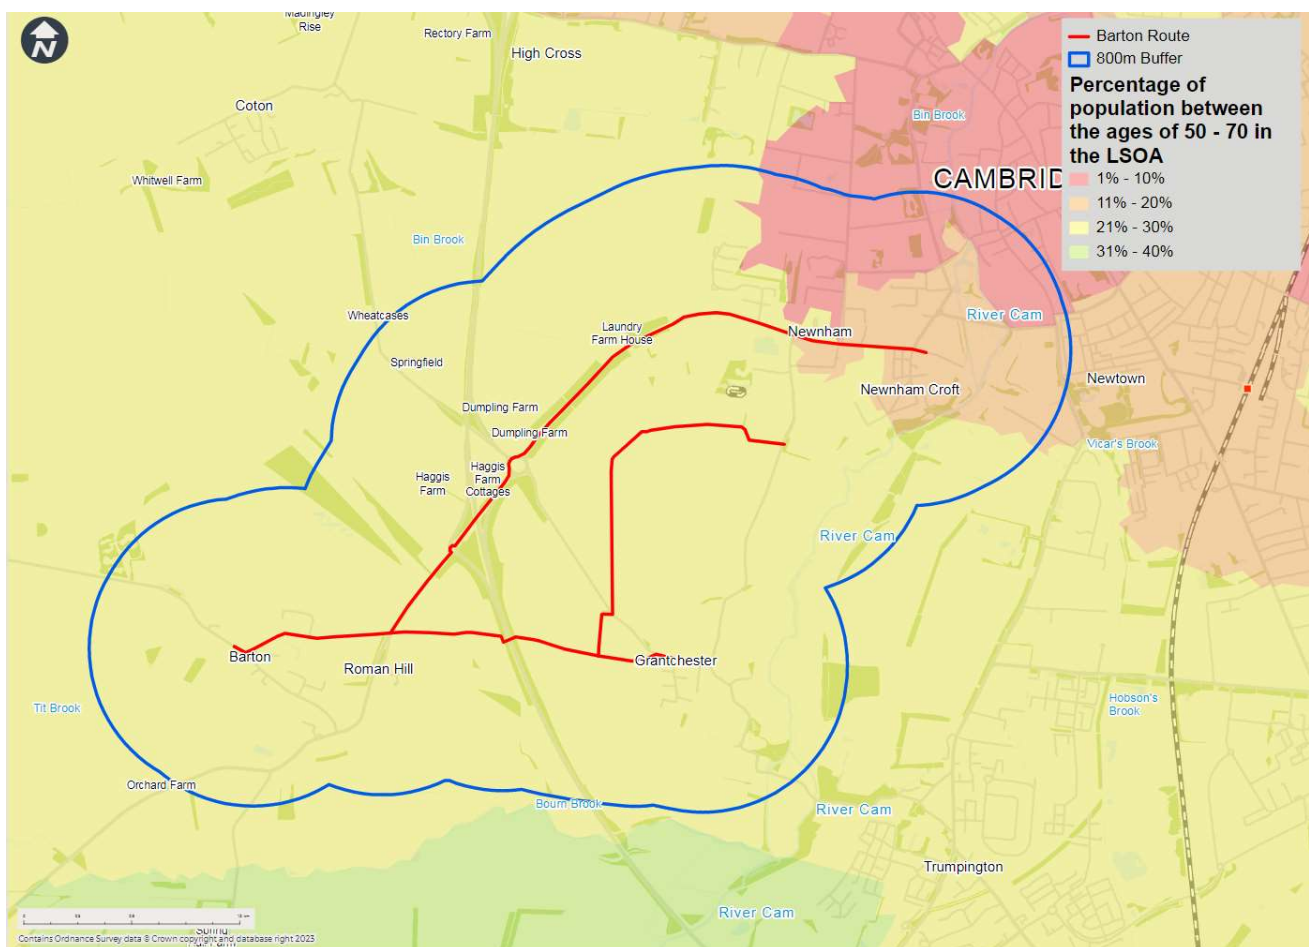 N
Madingley
Rise
Rectory Farm
High Cross
Coton
Whitwell Farm
Bin Brook
CAMBRID
Barton Route
800m Buffer
Percentage of
population between
the ages of 50 - 70 in
the LSOA
1% - 10%
11% - 20%
21% - 30%
31% - 40%
Bin Brook
Wheatcases
Springfield
Laundry
Farm House
Newnham
River Cam
Newnham Croft
Newtown
Dumpling Farm
Dumpling Farm
Vicar's Brook
Haggis
Farm
Haggis
Farm
Cottages
River Cam
Barton
Roman Hill
Grantchester
Tit Brook
Hobson's
Brook
Orchard Farm
Bourn Brook
River Cam
Trumpington
River Cam
Contains Ordnance Survey data © Crown copyright and database right 2023